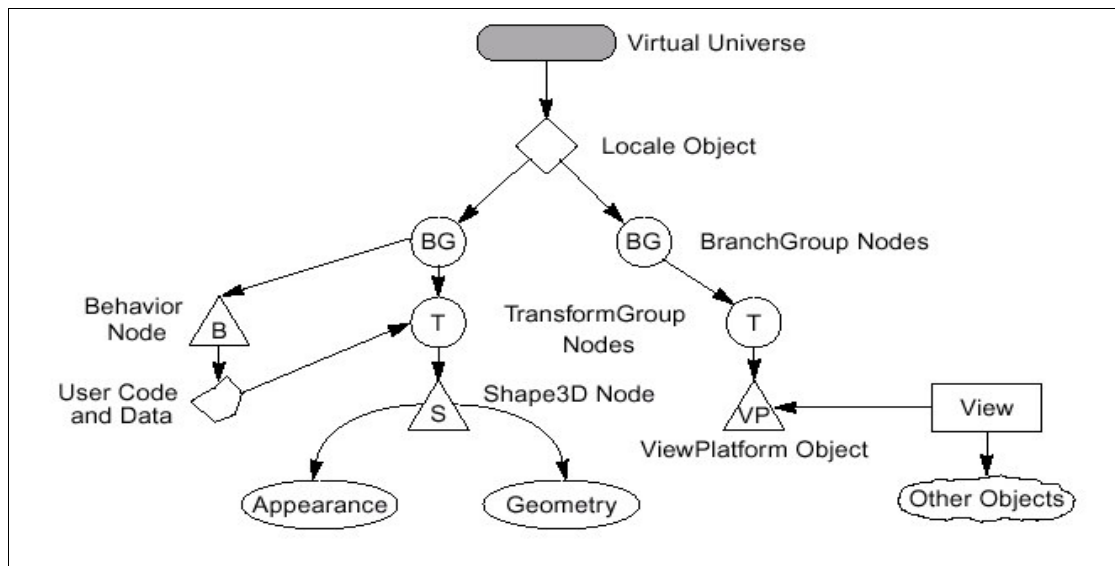 Virtual Universe
Locale Object
BG
BG
BranchGroup Nodes
Behavior
Node
B
T
TransformGroup
Nodes
T
User Code
and Data
S
Shape3D Node
VP
View
ViewPlatform Object
Appearance
Geometry
Other Objects